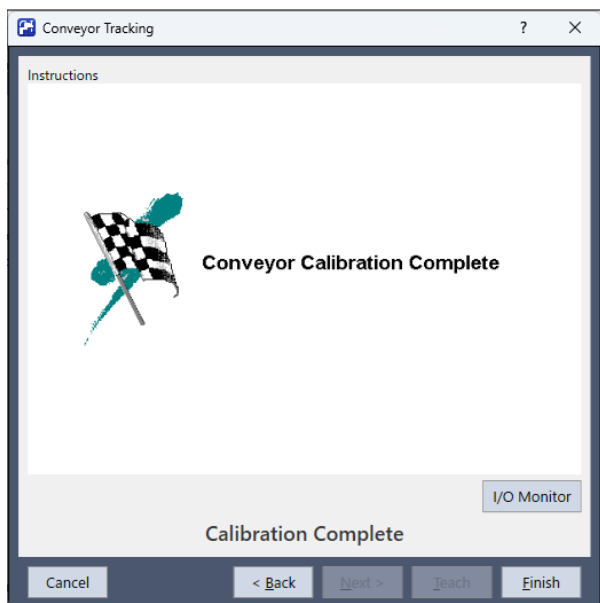 Conveyor Tracking ? ×
Instructions
Conveyor Calibration Complete
I/O Monitor
Calibration Complete
Cancel < Back Next > Teach Finish